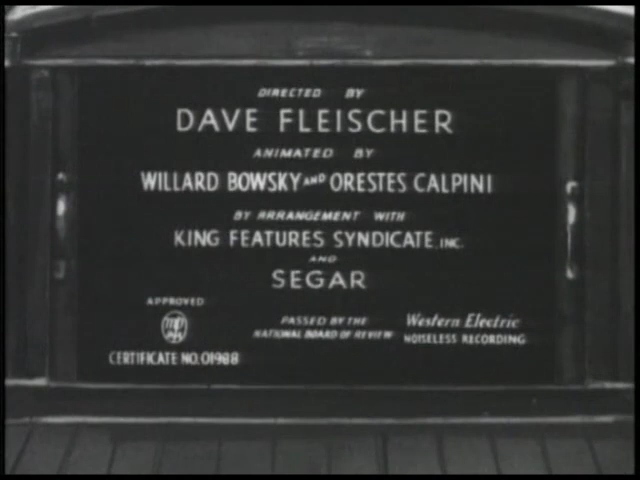 DIRECTED BY
DAVE FLEISCHER
ANIMATED BY
WILLARD BOWSKY AND ORESTES CALPINI
BY ARRANGEMENT WITH
KING FEATURES SYNDICATE, INC.
AND
SEGAR
APPROVED
CERTIFICATE NO. 01988
PASSED BY THE
NATIONAL BOARD OF REVIEW
Western Electric
NOISELESS RECORDING